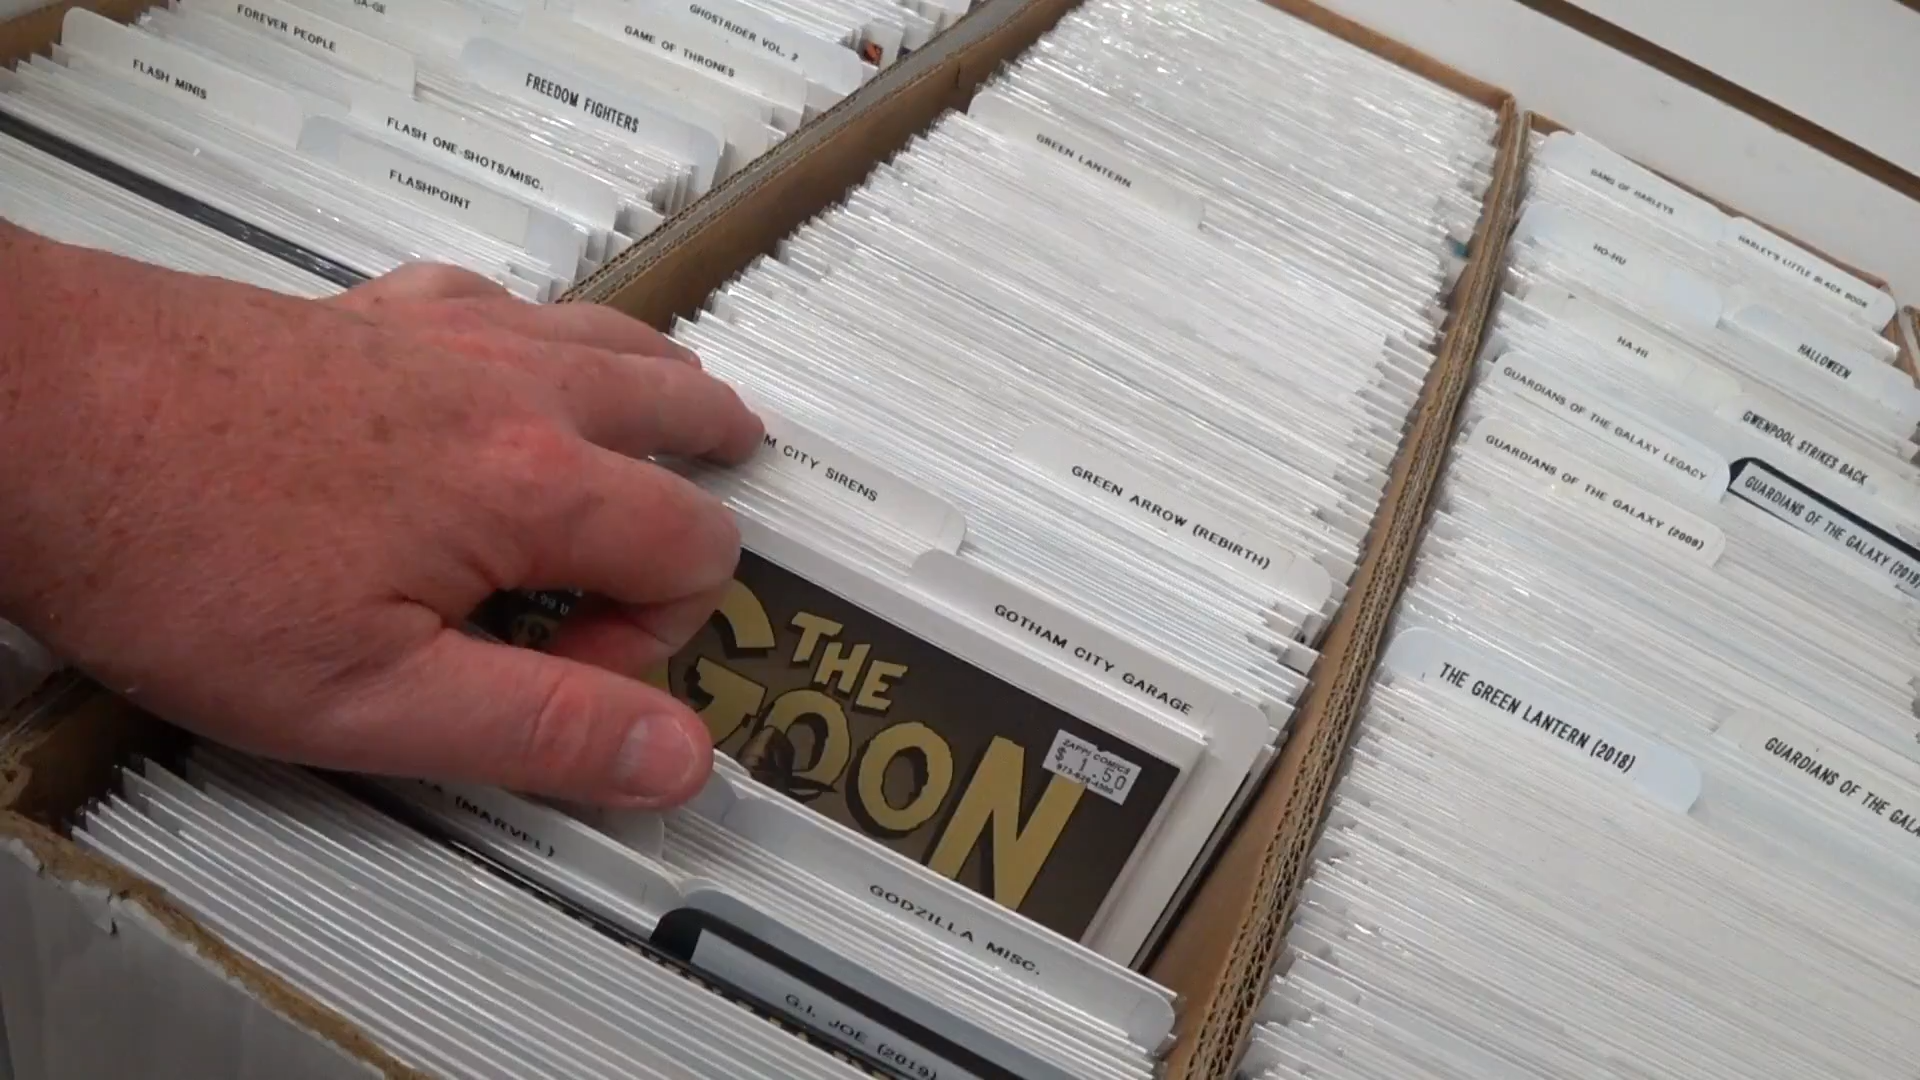 GA-GE
GHOSTRIDER VOL. 2
FOREVER PEOPLE
GAME OF THRONES
FLASH MINIS
FREEDOM FIGHTERS
FLASH ONE-SHOTS/MISC.
FLASHPOINT
GREEN LANTERN
M CITY SIRENS
GREEN ARROW (REBIRTH)
GOTHAM CITY GARAGE
THE
GOON
ZAPP! COMICS
$ 1.50
(MARVEL)
GODZILLA MISC.
G.I. JOE (2019)
GANG OF HARLEYS
HARLEY'S LITTLE BLACK BOOK
HO-HU
HALLOWEEN
HA-HI
GUARDIANS OF THE GALAXY LEGACY
GWENPOOL STRIKES BACK
GUARDIANS OF THE GALAXY (2008)
GUARDIANS OF THE GALAXY (2019)
THE GREEN LANTERN (2018)
GUARDIANS OF THE GALA